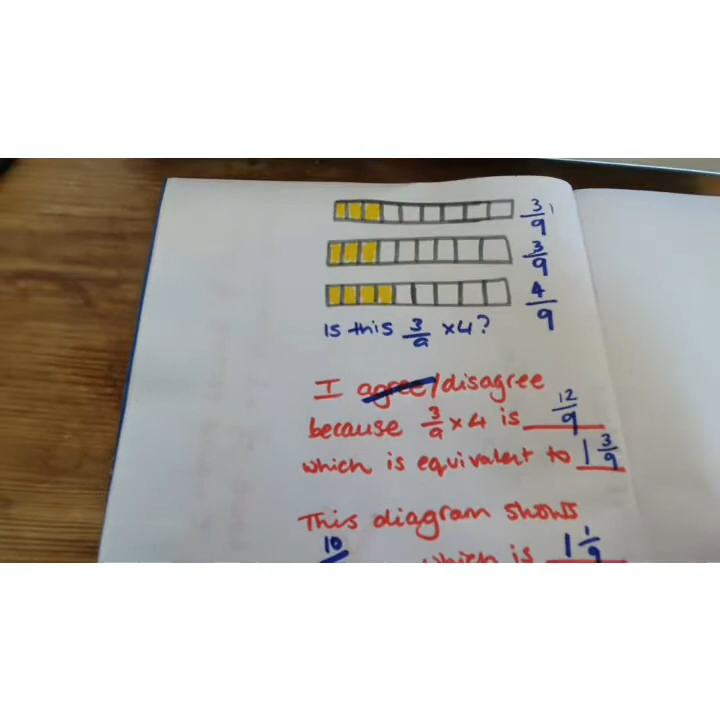 3/9
3/9
4/9
Is this 3/9 ×4?
I agree/disagree
because 3/9 ×4 is 12/9
which is equivalent to 1 3/9
This diagram shows
10 which is 1 1/9